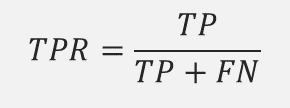 TPR = TP / TP + FN